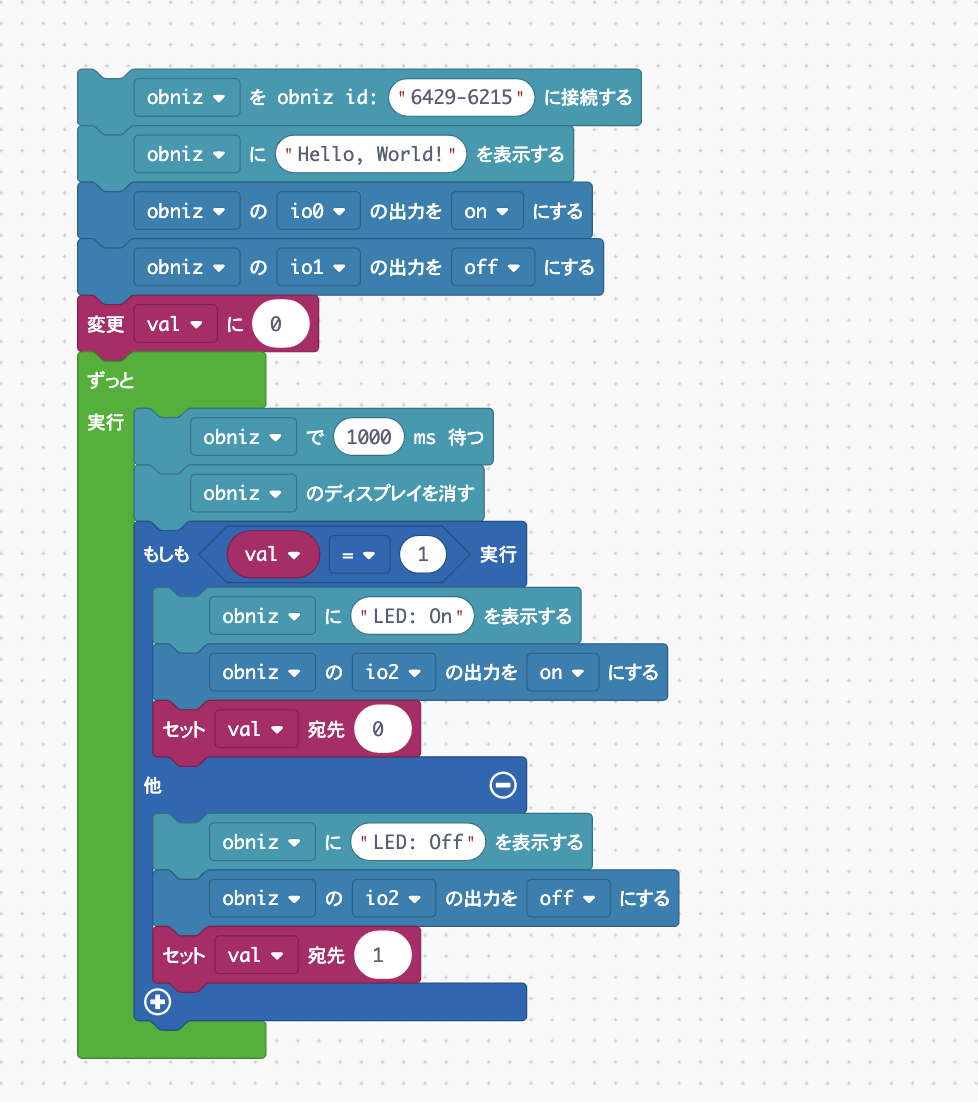 obniz を obniz id: "6429-6215" に接続する
obniz に "Hello, World!" を表示する
obniz の io0 の出力を on にする
obniz の io1 の出力を off にする
変更 val に 0
ずっと
実行
obniz で 1000 ms 待つ
obniz のディスプレイを消す
もしも val = 1 実行
obniz に "LED: On" を表示する
obniz の io2 の出力を on にする
セット val 宛先 0
他
obniz に "LED: Off" を表示する
obniz の io2 の出力を off にする
セット val 宛先 1